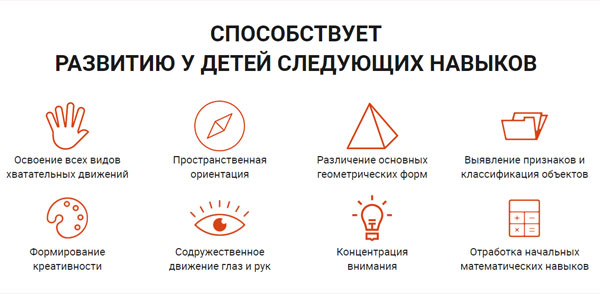 СПОСОБСТВУЕТ
РАЗВИТИЮ У ДЕТЕЙ СЛЕДУЮЩИХ НАВЫКОВ
Освоение всех видов
хватательных движений
Пространственная
ориентация
Различение основных
геометрических форм
Выявление признаков и
классификация объектов
Формирование
креативности
Содружественное
движение глаз и рук
Концентрация
внимания
Отработка начальных
математических навыков